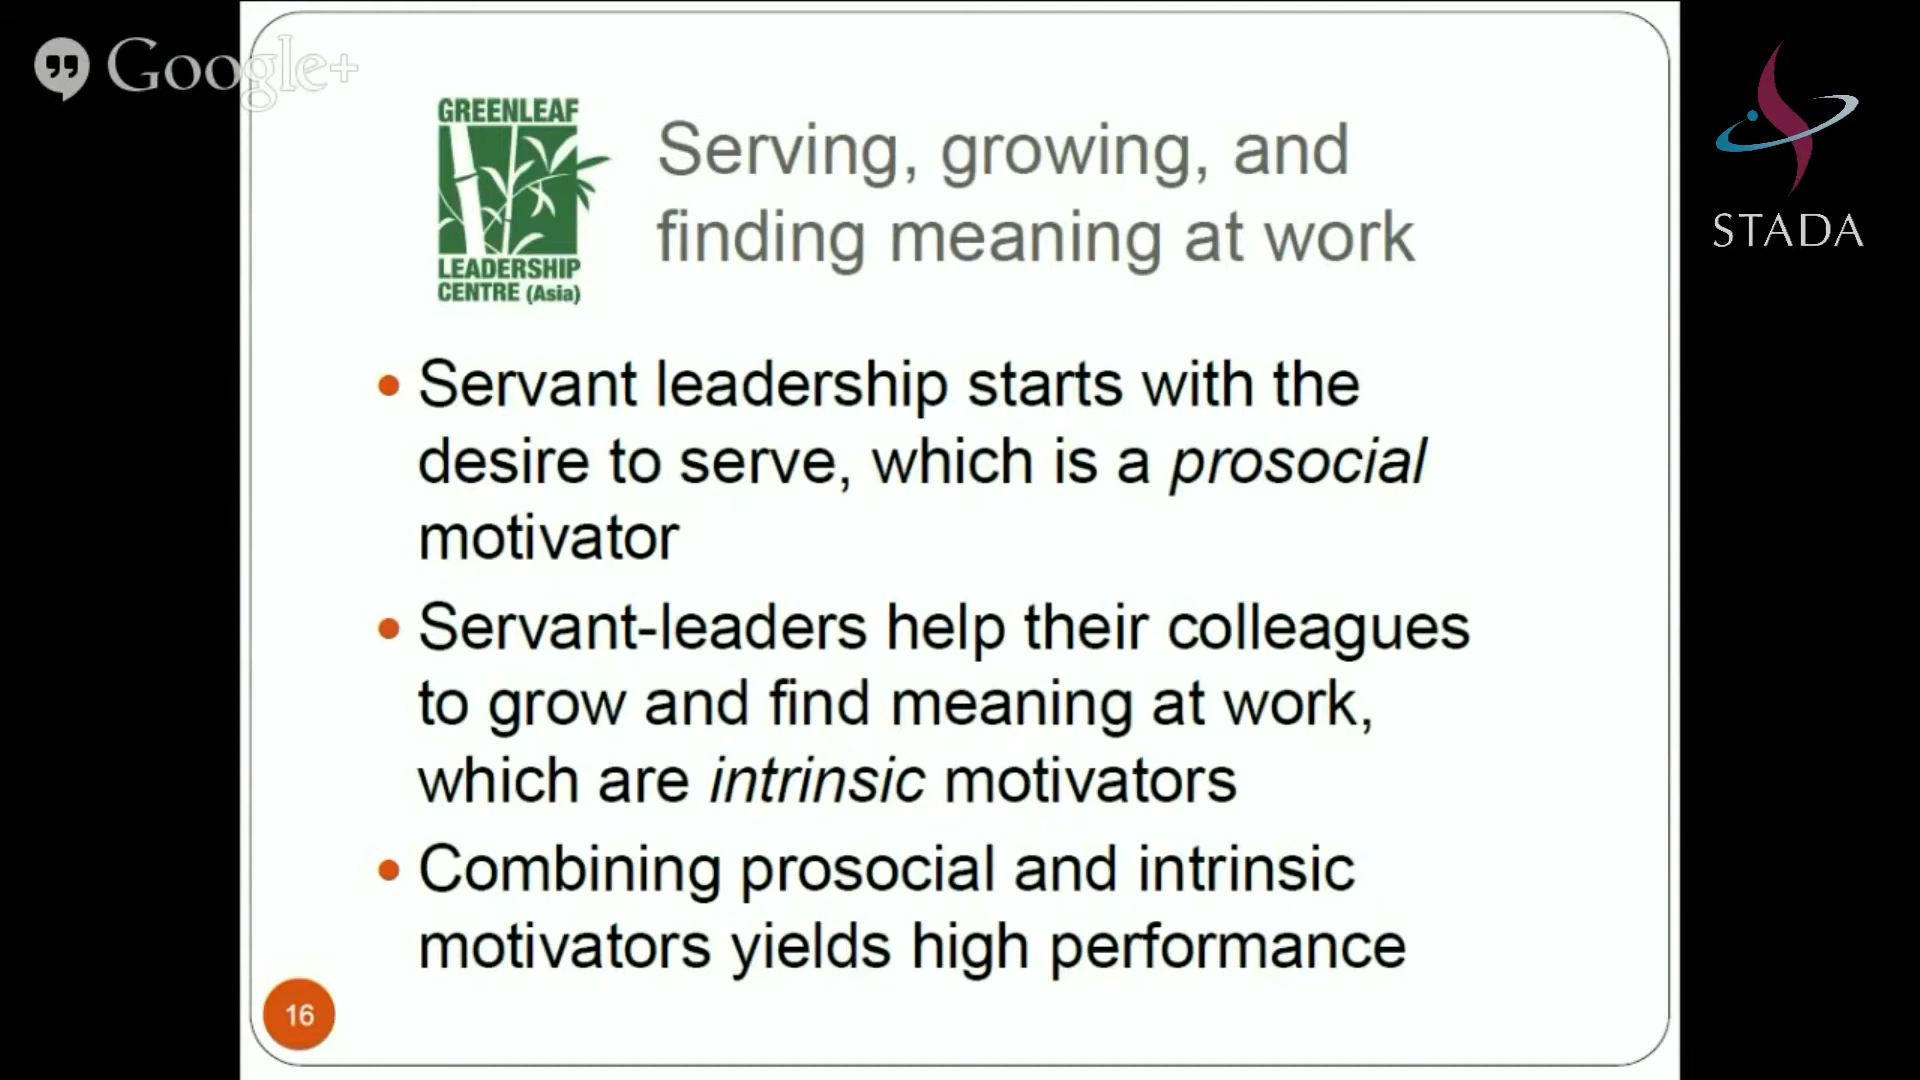 Google+
GREENLEAF
LEADERSHIP
CENTRE (Asia)
Serving, growing, and
finding meaning at work
STADA
• Servant leadership starts with the
desire to serve, which is a prosocial
motivator
• Servant-leaders help their colleagues
to grow and find meaning at work,
which are intrinsic motivators
• Combining prosocial and intrinsic
motivators yields high performance
16